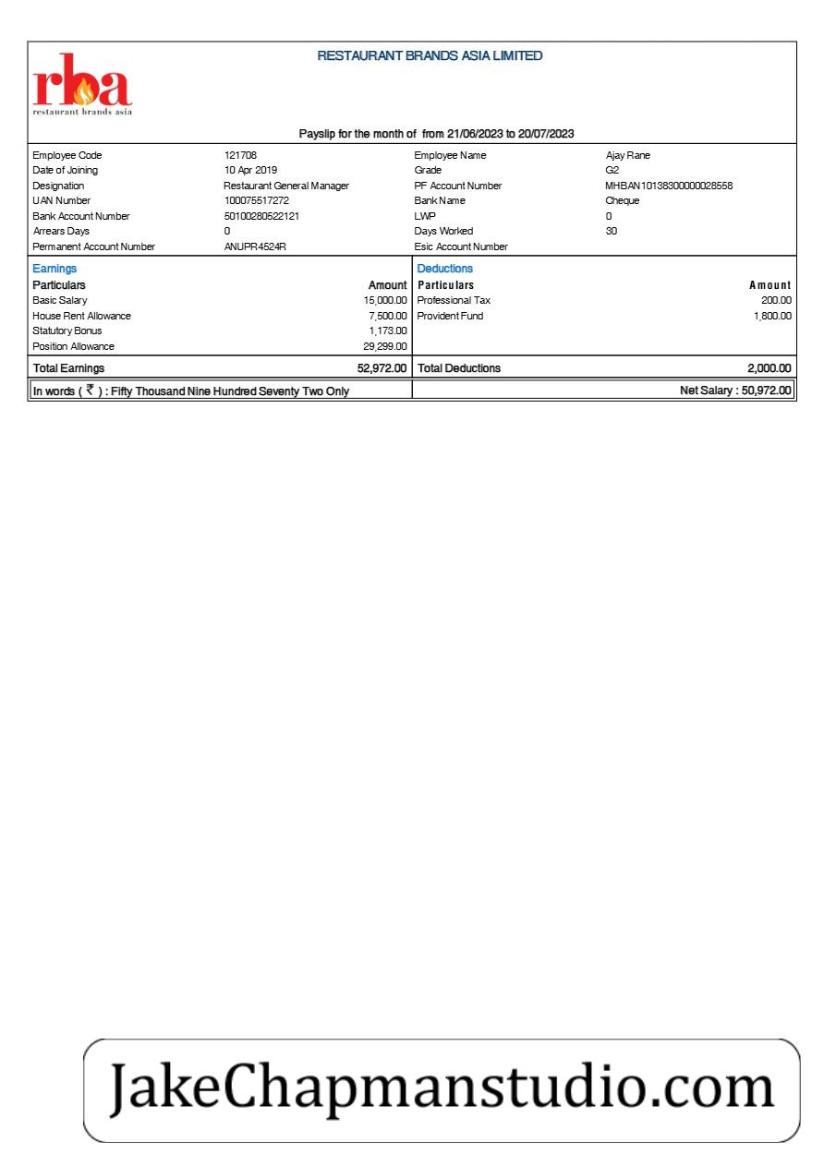 RESTAURANT BRANDS ASIA LIMITED
rba
restaurant brands asia
Payslip for the month of from 21/06/2023 to 20/07/2023
Employee Code 121708 Employee Name Ajay Rane
Date of Joining 10 Apr 2019 Grade G2
Designation Restaurant General Manager PF Account Number MHBAN10138300000028558
UAN Number 100075517272 Bank Name Cheque
Bank Account Number 50100280522121 LWP 0
Arrears Days 0 Days Worked 30
Permanent Account Number ANUPR4524R Esic Account Number
Earnings Deductions
Particulars Amount Particulars Amount
Basic Salary 15,000.00 Professional Tax 200.00
House Rent Allowance 7,500.00 Provident Fund 1,800.00
Statutory Bonus 1,173.00
Position Allowance 29,299.00
Total Earnings 52,972.00 Total Deductions 2,000.00
In words ( ₹ ) : Fifty Thousand Nine Hundred Seventy Two Only Net Salary : 50,972.00
JakeChapmanstudio.com